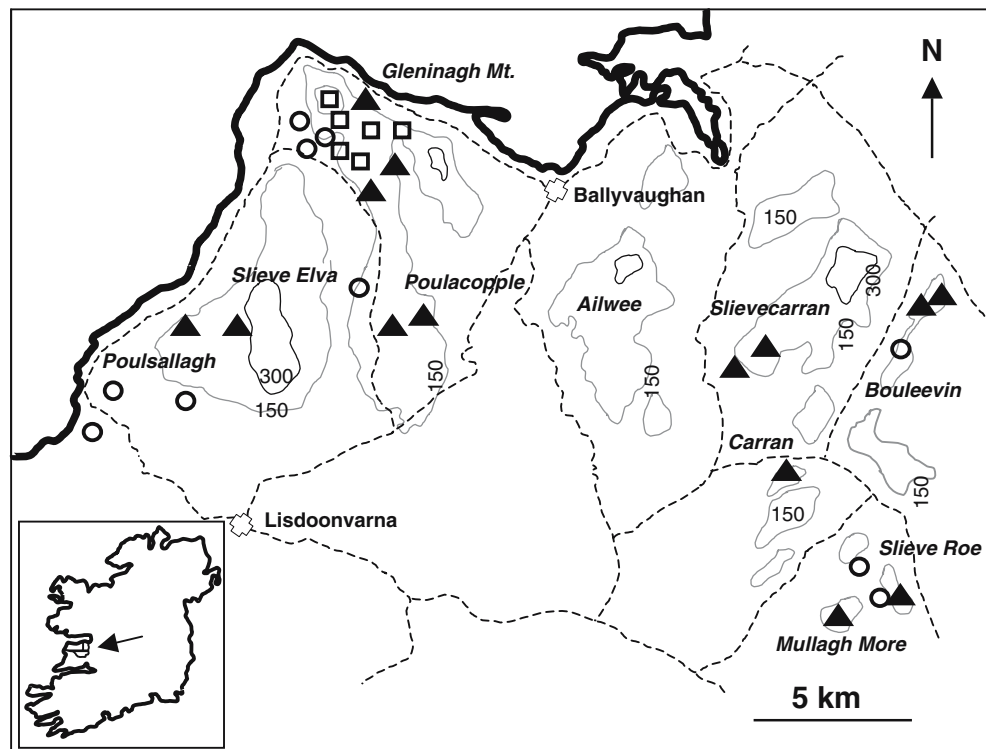 Gleninagh Mt.
N
Ballyvaughan
150
Slieve Elva
Poulacopple
Ailwee
Slievecarran
300
150
Poulsallagh
300
150
150
150
Bouleevin
Carran
150
150
Lisdoonvarna
Slieve Roe
Mullagh More
5 km